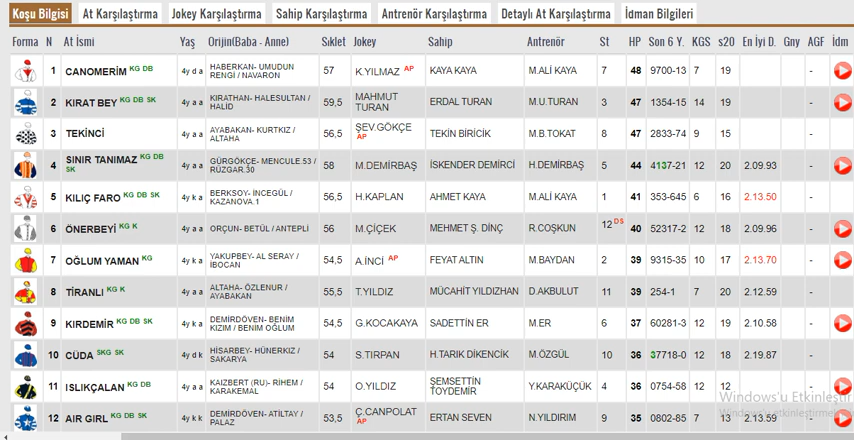 Koşu Bilgisi At Karşılaştırma Jokey Karşılaştırma Sahip Karşılaştırma Antrenör Karşılaştırma Detaylı At Karşılaştırma İdman Bilgileri
Forma N At İsmi Yaş Orijin(Baba - Anne) Sıklet Jokey Sahip Antrenör St HP Son 6 Y. KGS s20 En İyi D. Gny AGF İdm
1 CANOMERİM KG DB 4y d a HABERKAN- UMUDUN RENGİ / NAVARON 57 K.YILMAZ AP KAYA KAYA M.ALİ KAYA 7 48 9700-13 7 19 -
2 KIRAT BEY KG DB SK 4y a a KIRATHAN- HALESULTAN / HALİD 59,5 MAHMUT TURAN ERDAL TURAN M.U.TURAN 3 47 1354-15 14 19 -
3 TEKİNCİ 4y a a AYABAKAN- KURTKIZ / ALTAHA 56,5 ŞEV.GÖKÇE AP TEKİN BİRİCİK M.B.TOKAT 8 47 2833-74 9 15 -
4 SINIR TANIMAZ KG DB SK 4y a a GÜRGÖKÇE- MENCULE.53 / RÜZGAR.30 58 M.DEMİRBAŞ İSKENDER DEMİRCİ H.DEMİRBAŞ 5 44 4137-21 12 20 2.09.93 -
5 KILIÇ FARO KG DB SK 4y k a BERKSOY- İNCEGÜL / KAZANOVA.1 56,5 H.KAPLAN AHMET KAYA M.ALİ KAYA 1 41 353-645 6 16 2.13.50 -
6 ÖNERBEYİ KG K 4y a a ORÇUN- BETÜL / ANTEPLİ 56 M.ÇİÇEK MEHMET Ş. DİNÇ R.COŞKUN 12 DS 40 52317-2 12 18 2.09.96 -
7 OĞLUM YAMAN KG 4y k a YAKUPBEY- AL SERAY / İBOCAN 54,5 A.İNCİ AP FEYAT ALTIN M.BAYDAN 2 39 9315-35 10 17 2.13.70 -
8 TİRANLI KG K 4y a a ALTAHA- ÖZLENUR / AYABAKAN 55,5 T.YILDIZ MÜCAHİT YILDIZHAN D.AKBULUT 11 39 254-1 7 20 2.12.59 -
9 KIRDEMİR KG DB SK 4y k a DEMİRDÖVEN- BENİM KIZIM / BENİM OĞLUM 54,5 G.KOCAKAYA SADETTİN ER M.ER 6 37 60281-3 12 19 2.10.58 -
10 CÜDA SKG SK 4y d k HİSARBEY- HÜNERKIZ / SAKARYA 54 S.TIRPAN H.TARIK DİKENCİK M.ÖZGÜL 10 36 37718-0 12 18 2.19.87 -
11 ISLIKÇALAN KG DB 4y a a KAIZBERT (RU)- RİHEM / KARAKEMAL 54 O.YILDIZ ŞEMSETTİN TOYDEMİR Y.KARAKÜÇÜK 4 36 0754-58 12 12 -
Windows'u Etkinleştir
12 AIR GIRL KG DB SK 4y k k DEMİRDÖVEN- ATİLTAY / PALAZ 53,5 Ç.CANPOLAT AP ERTAN SEVEN N.YILDIRIM 9 35 0802-85 7 13 2.13.59 -